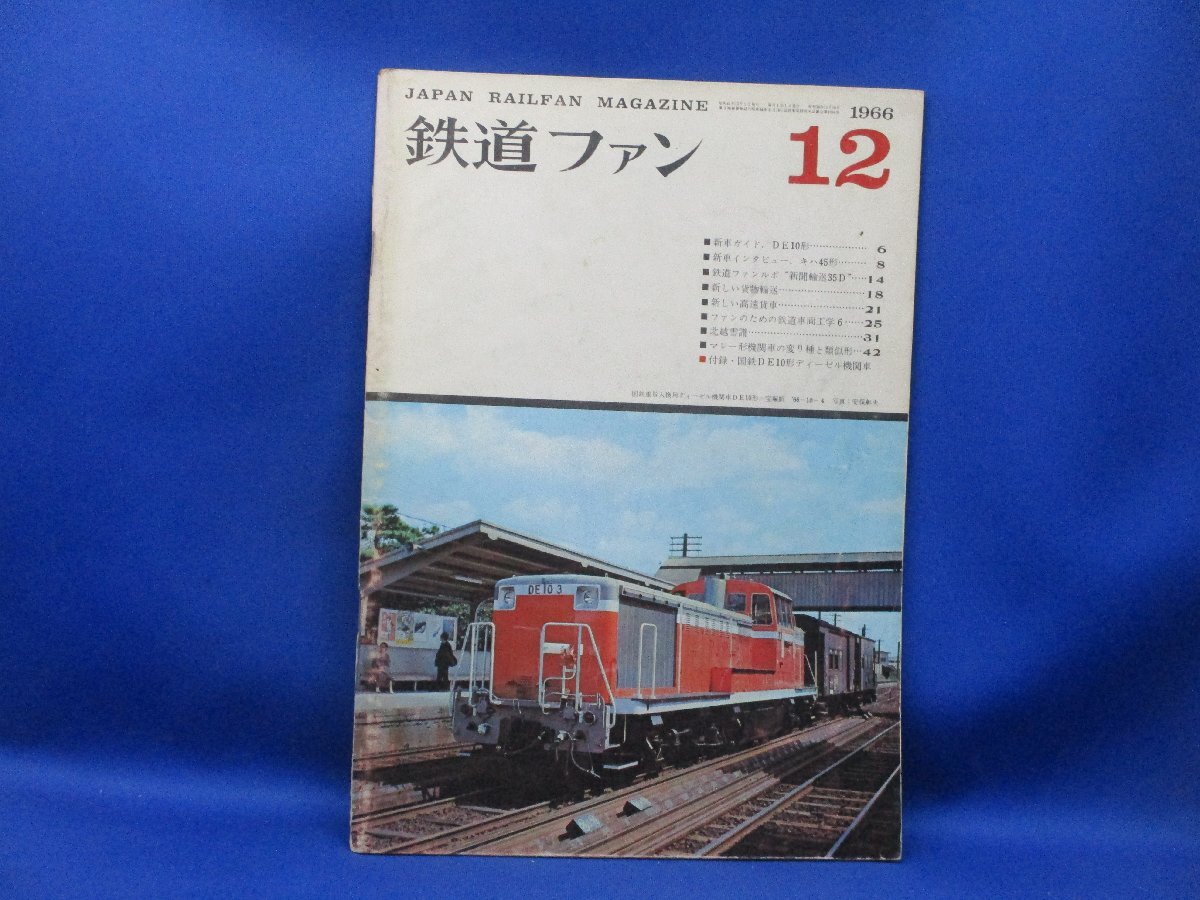 JAPAN RAILFAN MAGAZINE
1966
鉄道ファン
12
■新車ガイド，DE10形…………………6
■新車インタビュー，キハ45形………8
■鉄道ファンルポ “新聞輸送35D”…14
■新しい貨物輸送…………………………18
■新しい高速貨車…………………………21
■ファンのための鉄道車両工学6……25
■北越雪譜…………………………………31
■マレー形機関車の変り種と類似形…42
■付録・国鉄DE10形ディーゼル機関車
DE10 3